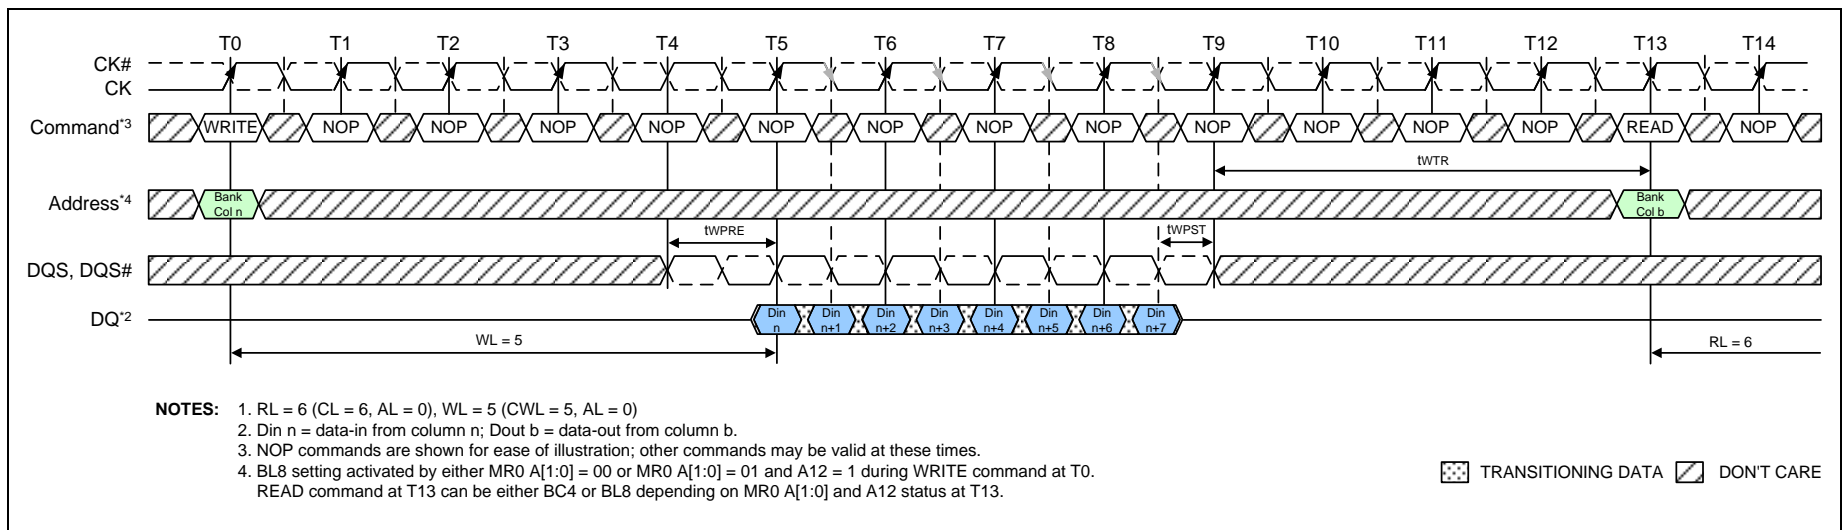 T0 T1 T2 T3 T4 T5 T6 T7 T8 T9 T10 T11 T12 T13 T14
CK#
CK
Command*3 WRITE NOP NOP NOP NOP NOP NOP NOP NOP NOP NOP NOP NOP READ NOP
tWTR
Address*4 Bank Col n Bank Col b
tWPRE tWPST
DQS, DQS#
DQ*2 Din n Din n+1 Din n+2 Din n+3 Din n+4 Din n+5 Din n+6 Din n+7
WL = 5 RL = 6
NOTES: 1. RL = 6 (CL = 6, AL = 0), WL = 5 (CWL = 5, AL = 0)
2. Din n = data-in from column n; Dout b = data-out from column b.
3. NOP commands are shown for ease of illustration; other commands may be valid at these times.
4. BL8 setting activated by either MR0 A[1:0] = 00 or MR0 A[1:0] = 01 and A12 = 1 during WRITE command at T0.
READ command at T13 can be either BC4 or BL8 depending on MR0 A[1:0] and A12 status at T13.
TRANSITIONING DATA DON'T CARE